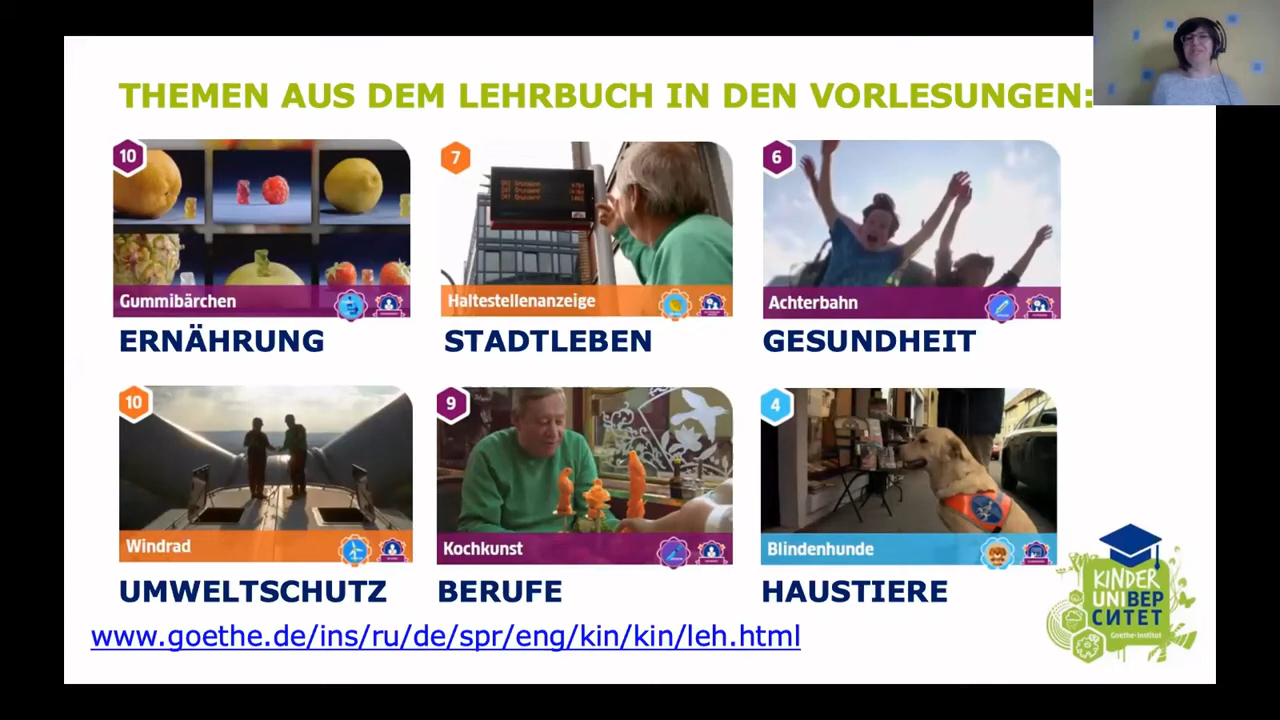 THEMEN AUS DEM LEHRBUCH IN DEN VORLESUNGEN:
10
7
6
Gummibärchen
Haltestellenanzeige
Achterbahn
ERNÄHRUNG
STADTLEBEN
GESUNDHEIT
10
9
4
Windrad
Kochkunst
Blindenhunde
UMWELTSCHUTZ
BERUFE
HAUSTIERE
www.goethe.de/ins/ru/de/spr/eng/kin/kin/leh.html
KINDER
UNIВЕР
СИТЕТ
Goethe-Institut